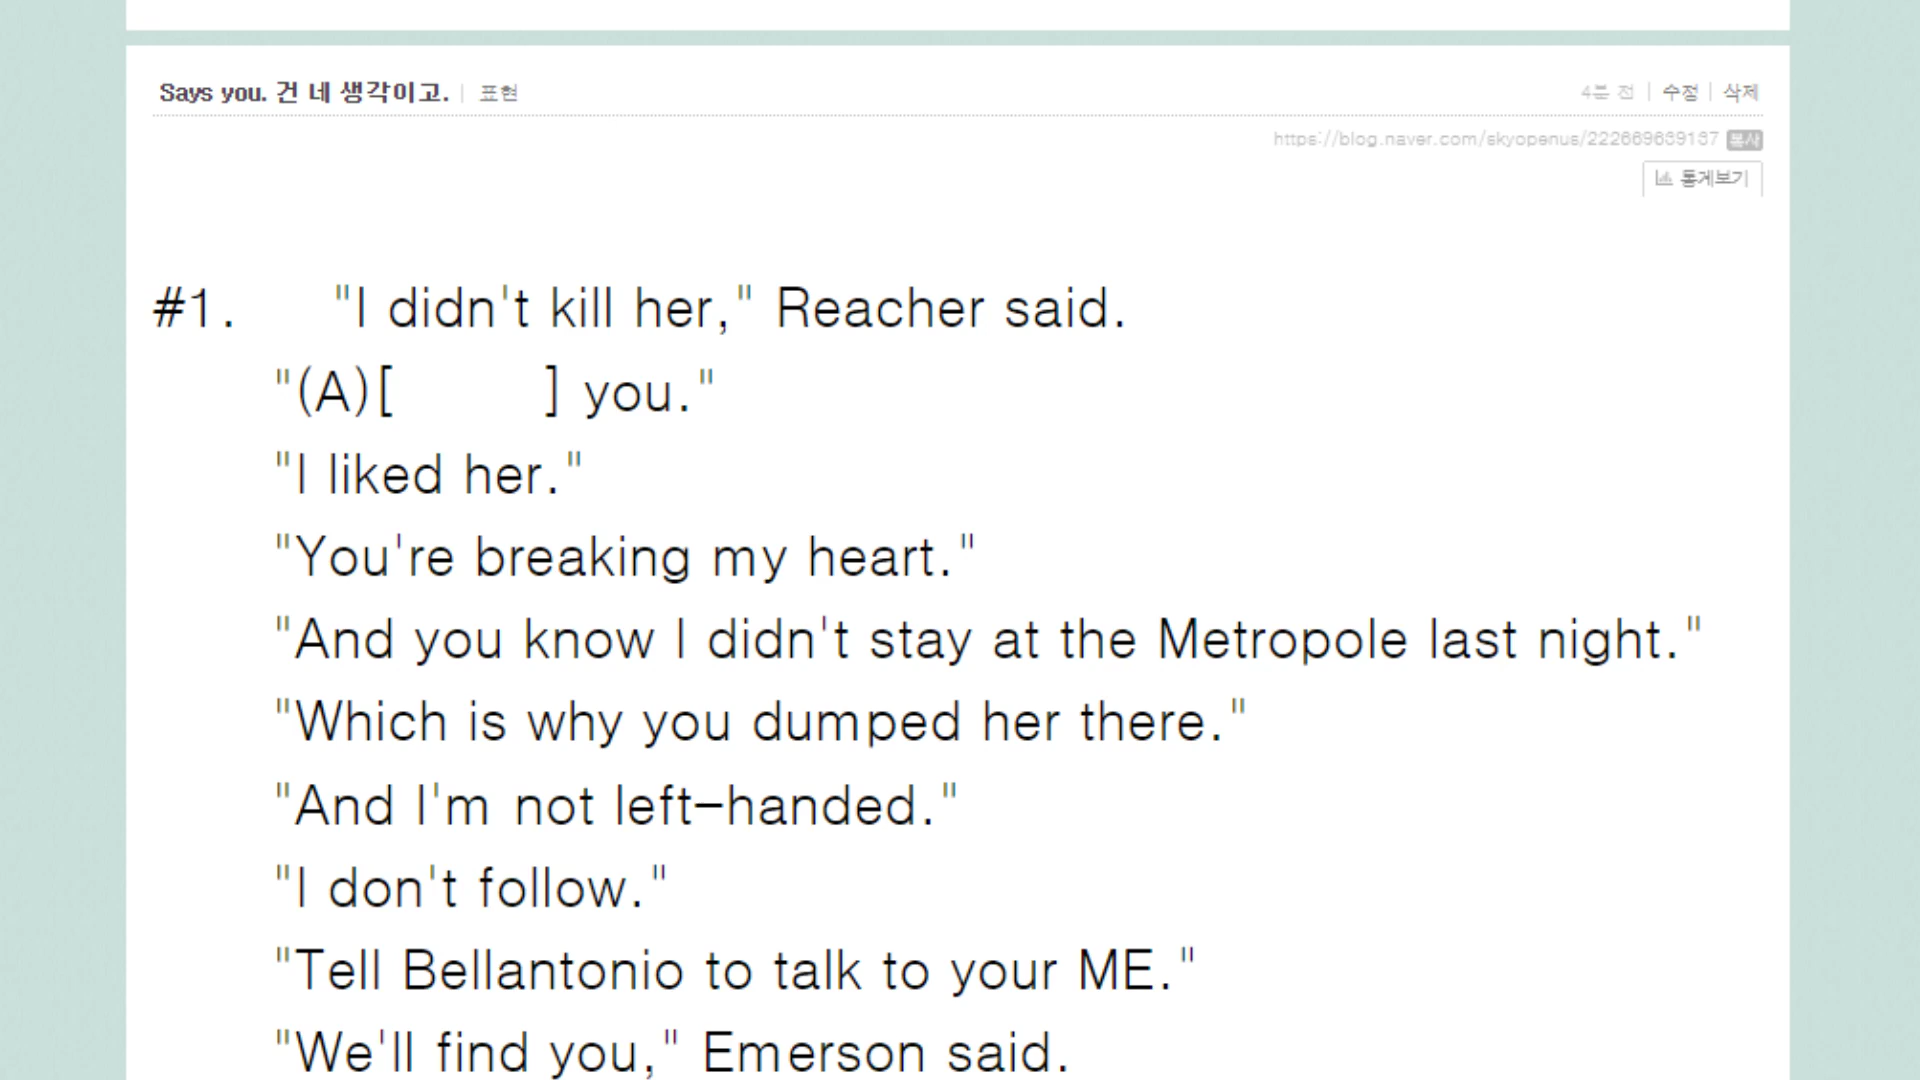 Says you. 건 네 생각이고. | 표현
4분 전 | 수정 | 삭제
https://blog.naver.com/skyopenus/222669639137 복사
통계보기
#1. "I didn't kill her," Reacher said.
"(A)[ ] you."
"I liked her."
"You're breaking my heart."
"And you know I didn't stay at the Metropole last night."
"Which is why you dumped her there."
"And I'm not left-handed."
"I don't follow."
"Tell Bellantonio to talk to your ME."
"We'll find you," Emerson said.